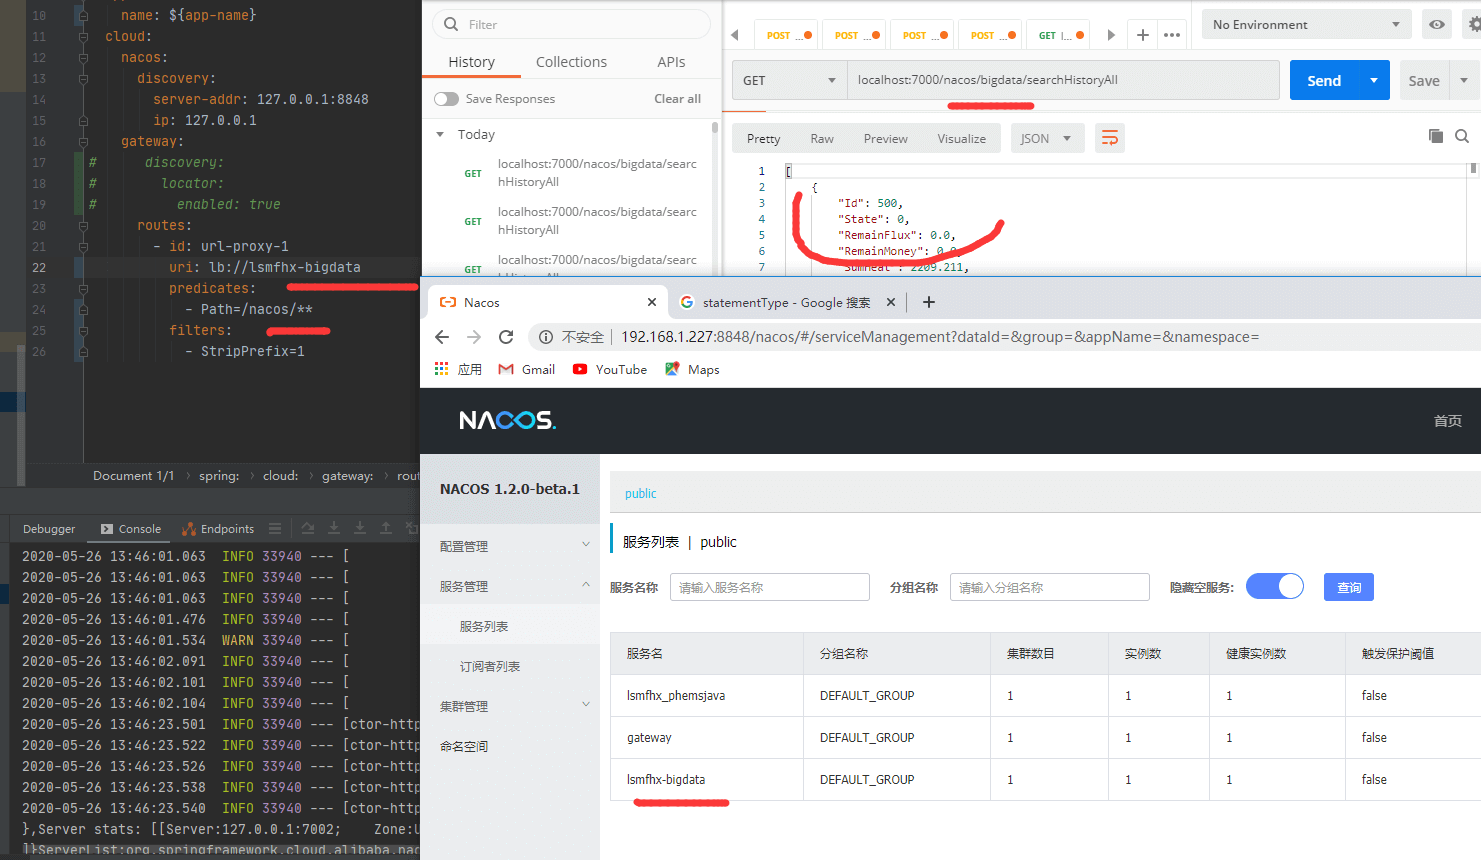 10 name: ${app-name}
11 cloud:
12 nacos:
13 discovery:
14 server-addr: 127.0.0.1:8848
15 ip: 127.0.0.1
16 gateway:
17 # discovery:
18 # locator:
19 # enabled: true
20 routes:
21 - id: url-proxy-1
22 uri: lb://lsmfhx-bigdata
23 predicates:
24 - Path=/nacos/**
25 filters:
26 - StripPrefix=1
Document 1/1 › spring: › cloud: › gateway: › rout
Debugger Console Endpoints
2020-05-26 13:46:01.063 INFO 33940 --- [
2020-05-26 13:46:01.063 INFO 33940 --- [
2020-05-26 13:46:01.063 INFO 33940 --- [
2020-05-26 13:46:01.476 INFO 33940 --- [
2020-05-26 13:46:01.534 WARN 33940 --- [
2020-05-26 13:46:02.091 INFO 33940 --- [
2020-05-26 13:46:02.101 INFO 33940 --- [
2020-05-26 13:46:02.104 INFO 33940 --- [
2020-05-26 13:46:23.501 INFO 33940 --- [ctor-http
2020-05-26 13:46:23.522 INFO 33940 --- [ctor-http
2020-05-26 13:46:23.526 INFO 33940 --- [ctor-http
2020-05-26 13:46:23.538 INFO 33940 --- [ctor-http
2020-05-26 13:46:23.540 INFO 33940 --- [ctor-http
},Server stats: [[Server:127.0.0.1:7002; Zone:U
]}ServerList:org.springframework.cloud.alibaba.nac
Filter
History Collections APIs
Save Responses Clear all
Today
GET localhost:7000/nacos/bigdata/sear
chHistoryAll
GET localhost:7000/nacos/bigdata/sear
chHistoryAll
GET localhost:7000/nacos/bigdata/searc
POST ... POST ... POST ... POST ... GET l... + ••• No Environment
GET localhost:7000/nacos/bigdata/searchHistoryAll Send Save
Pretty Raw Preview Visualize JSON
1 [
2 {
3 "Id": 500,
4 "State": 0,
5 "RemainFlux": 0.0,
6 "RemainMoney": 0.0,
7 "SumHeat": 2209.211,
Nacos statementType - Google 搜索
不安全 | 192.168.1.227:8848/nacos/#/serviceManagement?dataId=&group=&appName=&namespace=
应用 Gmail YouTube Maps
NACOS. 首页
NACOS 1.2.0-beta.1
配置管理
服务管理
服务列表
订阅者列表
集群管理
命名空间
public
服务列表 | public
服务名称 请输入服务名称 分组名称 请输入分组名称 隐藏空服务: 查询
服务名 分组名称 集群数目 实例数 健康实例数 触发保护阈值
lsmfhx_phemsjava DEFAULT_GROUP 1 1 1 false
gateway DEFAULT_GROUP 1 1 1 false
lsmfhx-bigdata DEFAULT_GROUP 1 1 1 false